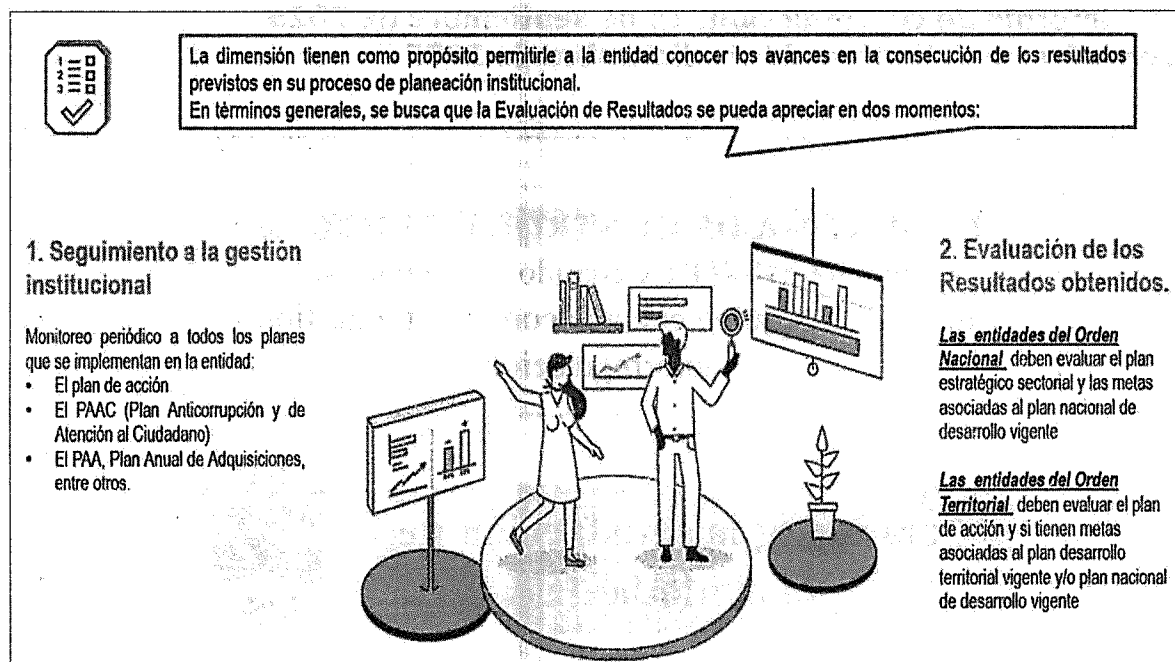 La dimensión tienen como propósito permitirle a la entidad conocer los avances en la consecución de los resultados
previstos en su proceso de planeación institucional.
En términos generales, se busca que la Evaluación de Resultados se pueda apreciar en dos momentos:
1. Seguimiento a la gestión
institucional
Monitoreo periódico a todos los planes
que se implementan en la entidad:
• El plan de acción
• El PAAC (Plan Anticorrupción y de
Atención al Ciudadano)
• El PAA, Plan Anual de Adquisiciones,
entre otros.
2. Evaluación de los
Resultados obtenidos.
Las entidades del Orden
Nacional deben evaluar el plan
estratégico sectorial y las metas
asociadas al plan nacional de
desarrollo vigente
Las entidades del Orden
Territorial deben evaluar el plan
de acción y si tienen metas
asociadas al plan desarrollo
territorial vigente y/o plan nacional
de desarrollo vigente